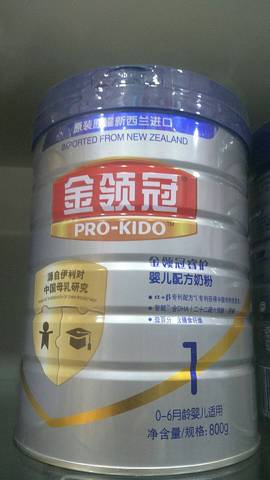 原装原罐新西兰进口
IMPORTED FROM NEW ZEALAND
金领冠
PRO-KIDO
金领冠睿护
婴儿配方奶粉
源自伊利对
中国母乳研究
1
0-6月龄婴儿适用
净含量/规格: 800g